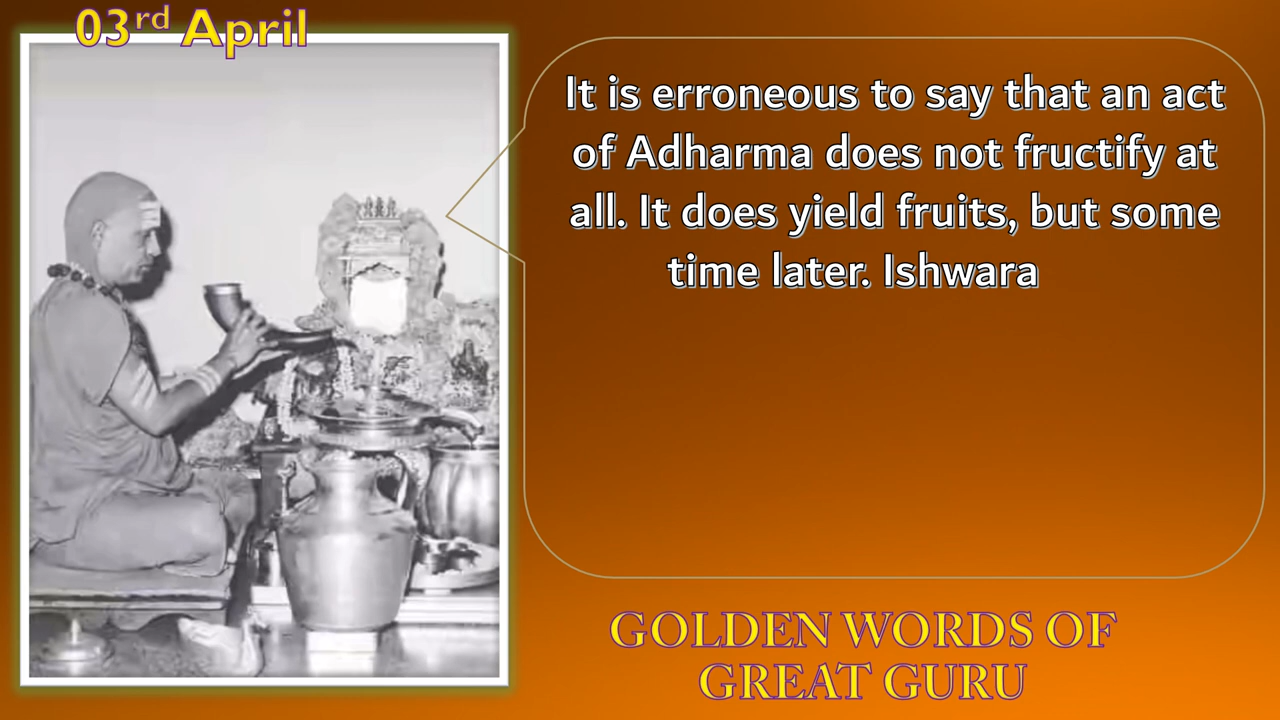 03rd April
It is erroneous to say that an act
of Adharma does not fructify at
all. It does yield fruits, but some
time later. Ishwara
GOLDEN WORDS OF
GREAT GURU